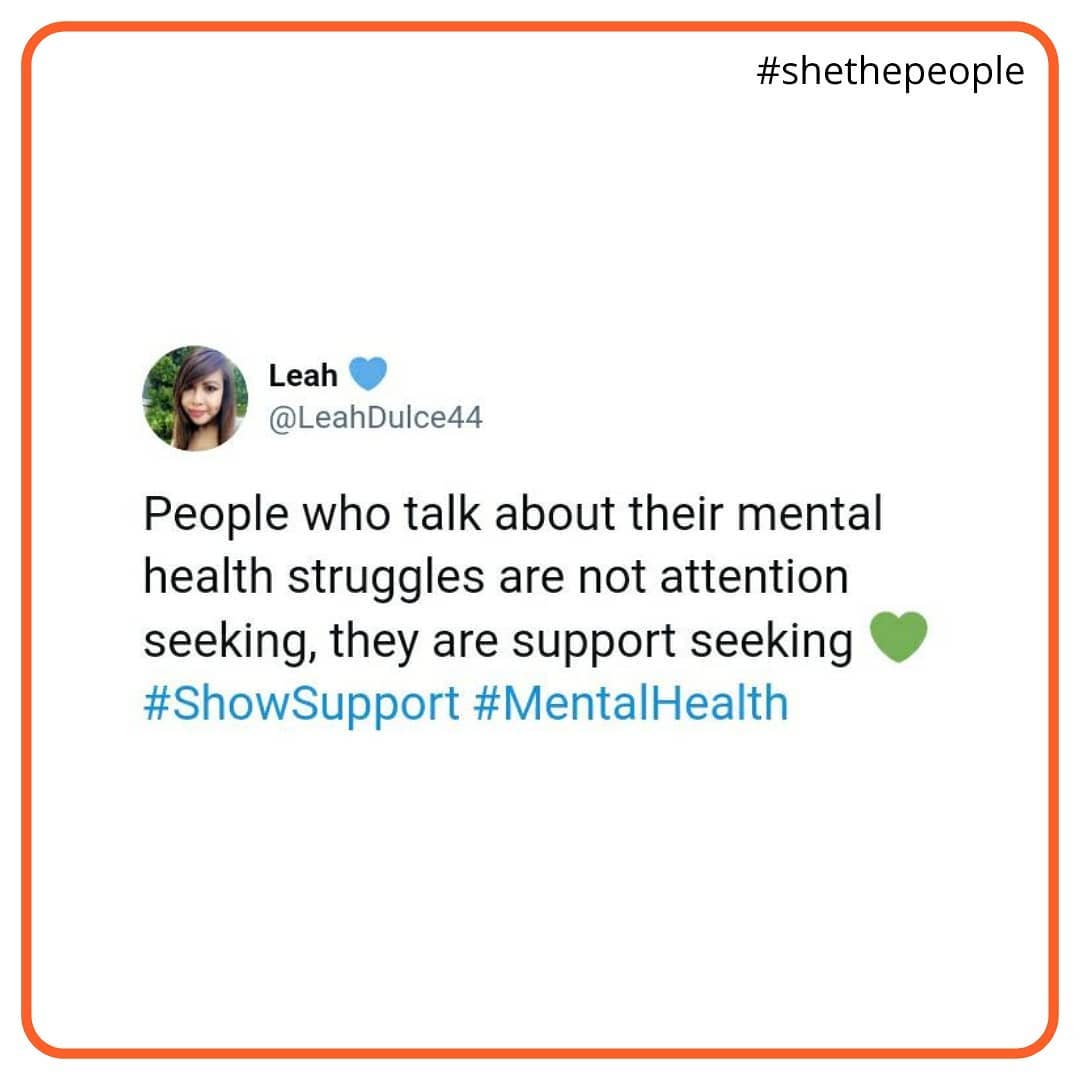 #shethepeople
Leah 💙
@LeahDulce44
People who talk about their mental
health struggles are not attention
seeking, they are support seeking 💚
#ShowSupport #MentalHealth